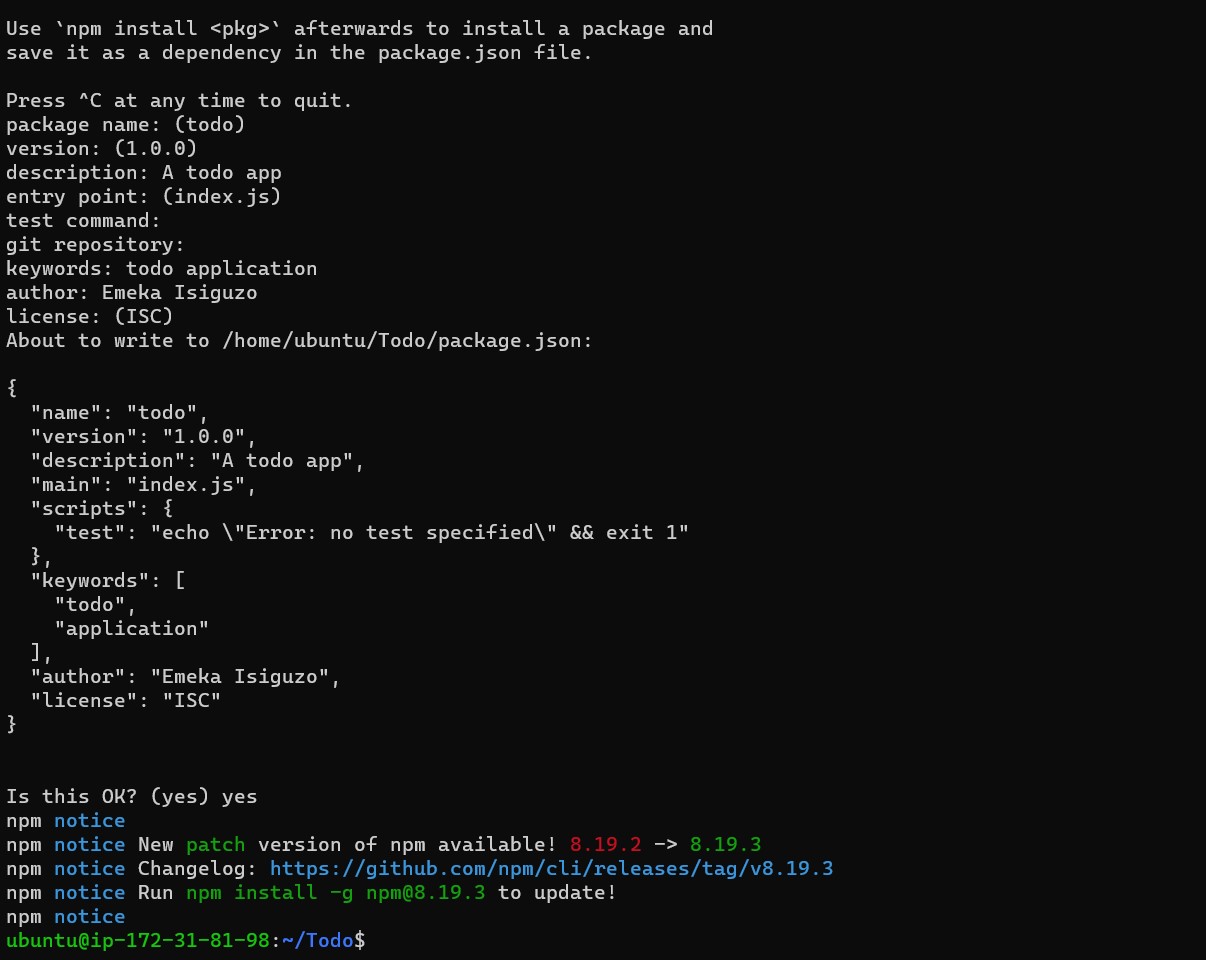 Use `npm install <pkg>` afterwards to install a package and
save it as a dependency in the package.json file.

Press ^C at any time to quit.
package name: (todo)
version: (1.0.0)
description: A todo app
entry point: (index.js)
test command:
git repository:
keywords: todo application
author: Emeka Isiguzo
license: (ISC)
About to write to /home/ubuntu/Todo/package.json:

{
  "name": "todo",
  "version": "1.0.0",
  "description": "A todo app",
  "main": "index.js",
  "scripts": {
    "test": "echo \"Error: no test specified\" && exit 1"
  },
  "keywords": [
    "todo",
    "application"
  ],
  "author": "Emeka Isiguzo",
  "license": "ISC"
}


Is this OK? (yes) yes
npm notice
npm notice New patch version of npm available! 8.19.2 -> 8.19.3
npm notice Changelog: https://github.com/npm/cli/releases/tag/v8.19.3
npm notice Run npm install -g npm@8.19.3 to update!
npm notice
ubuntu@ip-172-31-81-98:~/Todo$